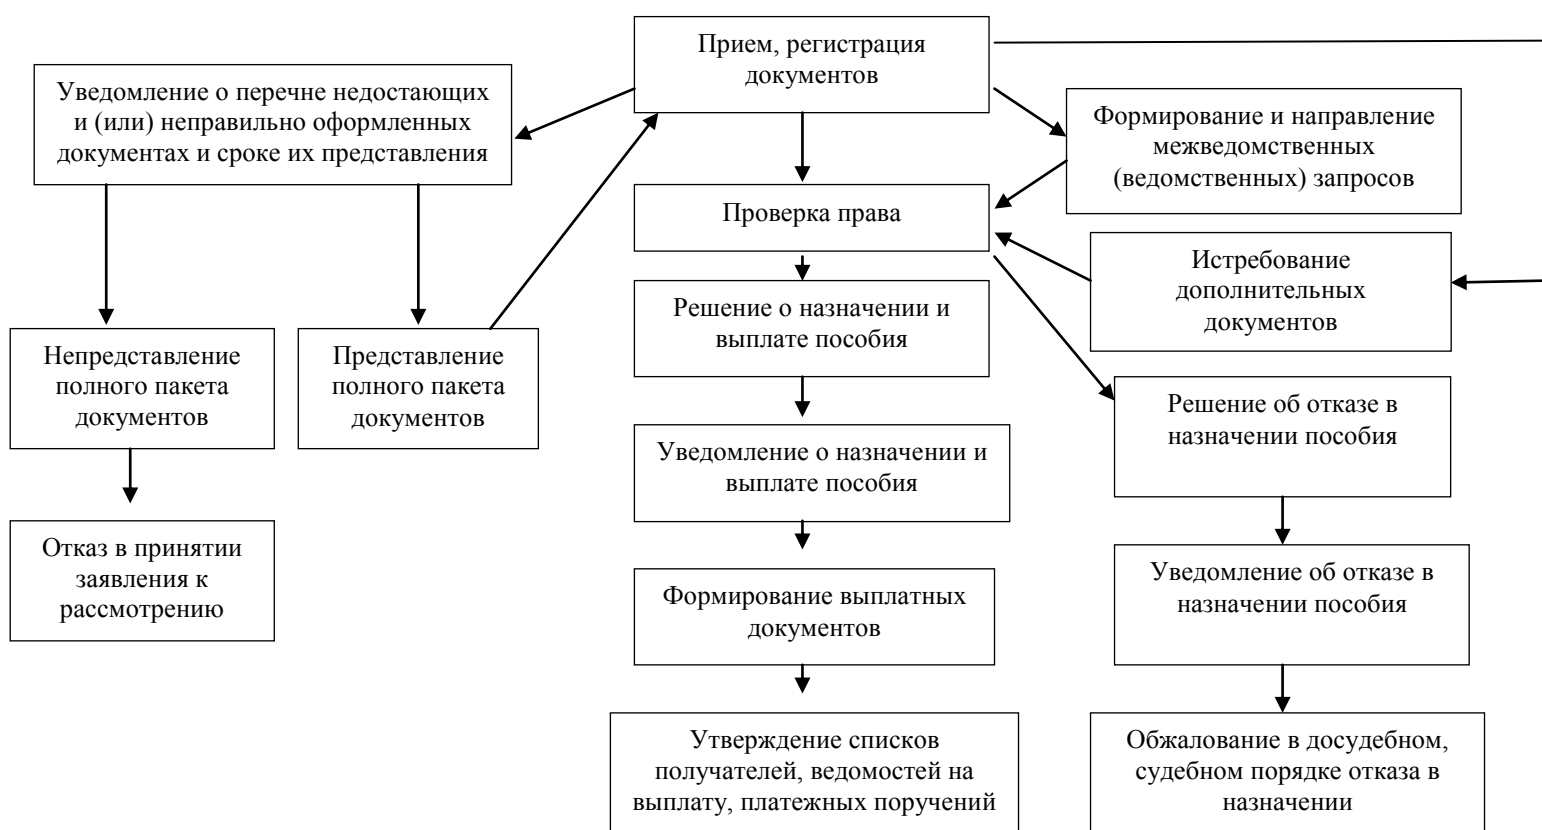 Прием, регистрация
документов
Уведомление о перечне недостающих
и (или) неправильно оформленных
документах и сроке их представления
Формирование и направление
межведомственных
(ведомственных) запросов
Проверка права
Истребование
дополнительных
документов
Решение о назначении и
выплате пособия
Непредставление
полного пакета
документов
Представление
полного пакета
документов
Решение об отказе в
назначении пособия
Уведомление о назначении и
выплате пособия
Отказ в принятии
заявления к
рассмотрению
Уведомление об отказе в
назначении пособия
Формирование выплатных
документов
Утверждение списков
получателей, ведомостей на
выплату, платежных поручений
Обжалование в досудебном,
судебном порядке отказа в
назначении